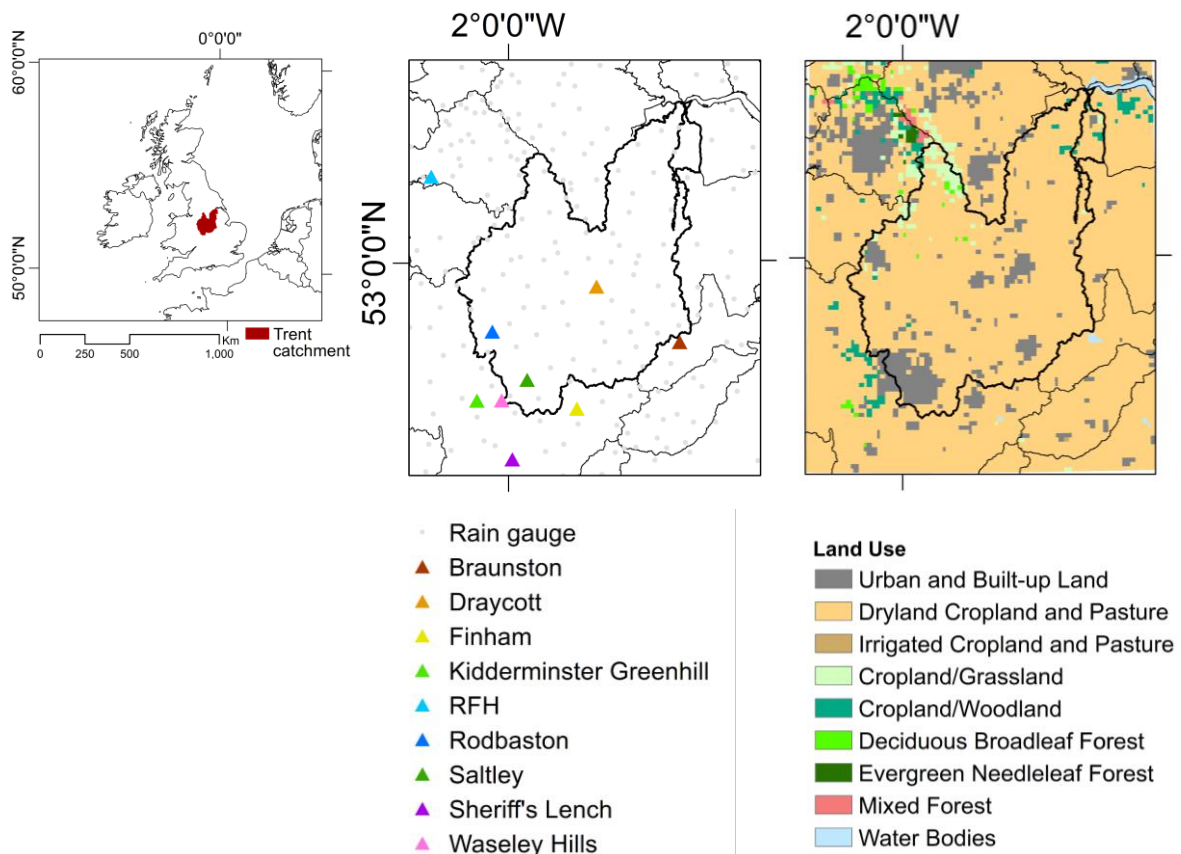 0°0'0"
60°0'0"N
50°0'0"N
Km
0 250 500 1,000
Trent
catchment
2°0'0"W
53°0'0"N
2°0'0"W
Rain gauge
Braunston
Draycott
Finham
Kidderminster Greenhill
RFH
Rodbaston
Saltley
Sheriff's Lench
Waseley Hills
Land Use
Urban and Built-up Land
Dryland Cropland and Pasture
Irrigated Cropland and Pasture
Cropland/Grassland
Cropland/Woodland
Deciduous Broadleaf Forest
Evergreen Needleleaf Forest
Mixed Forest
Water Bodies